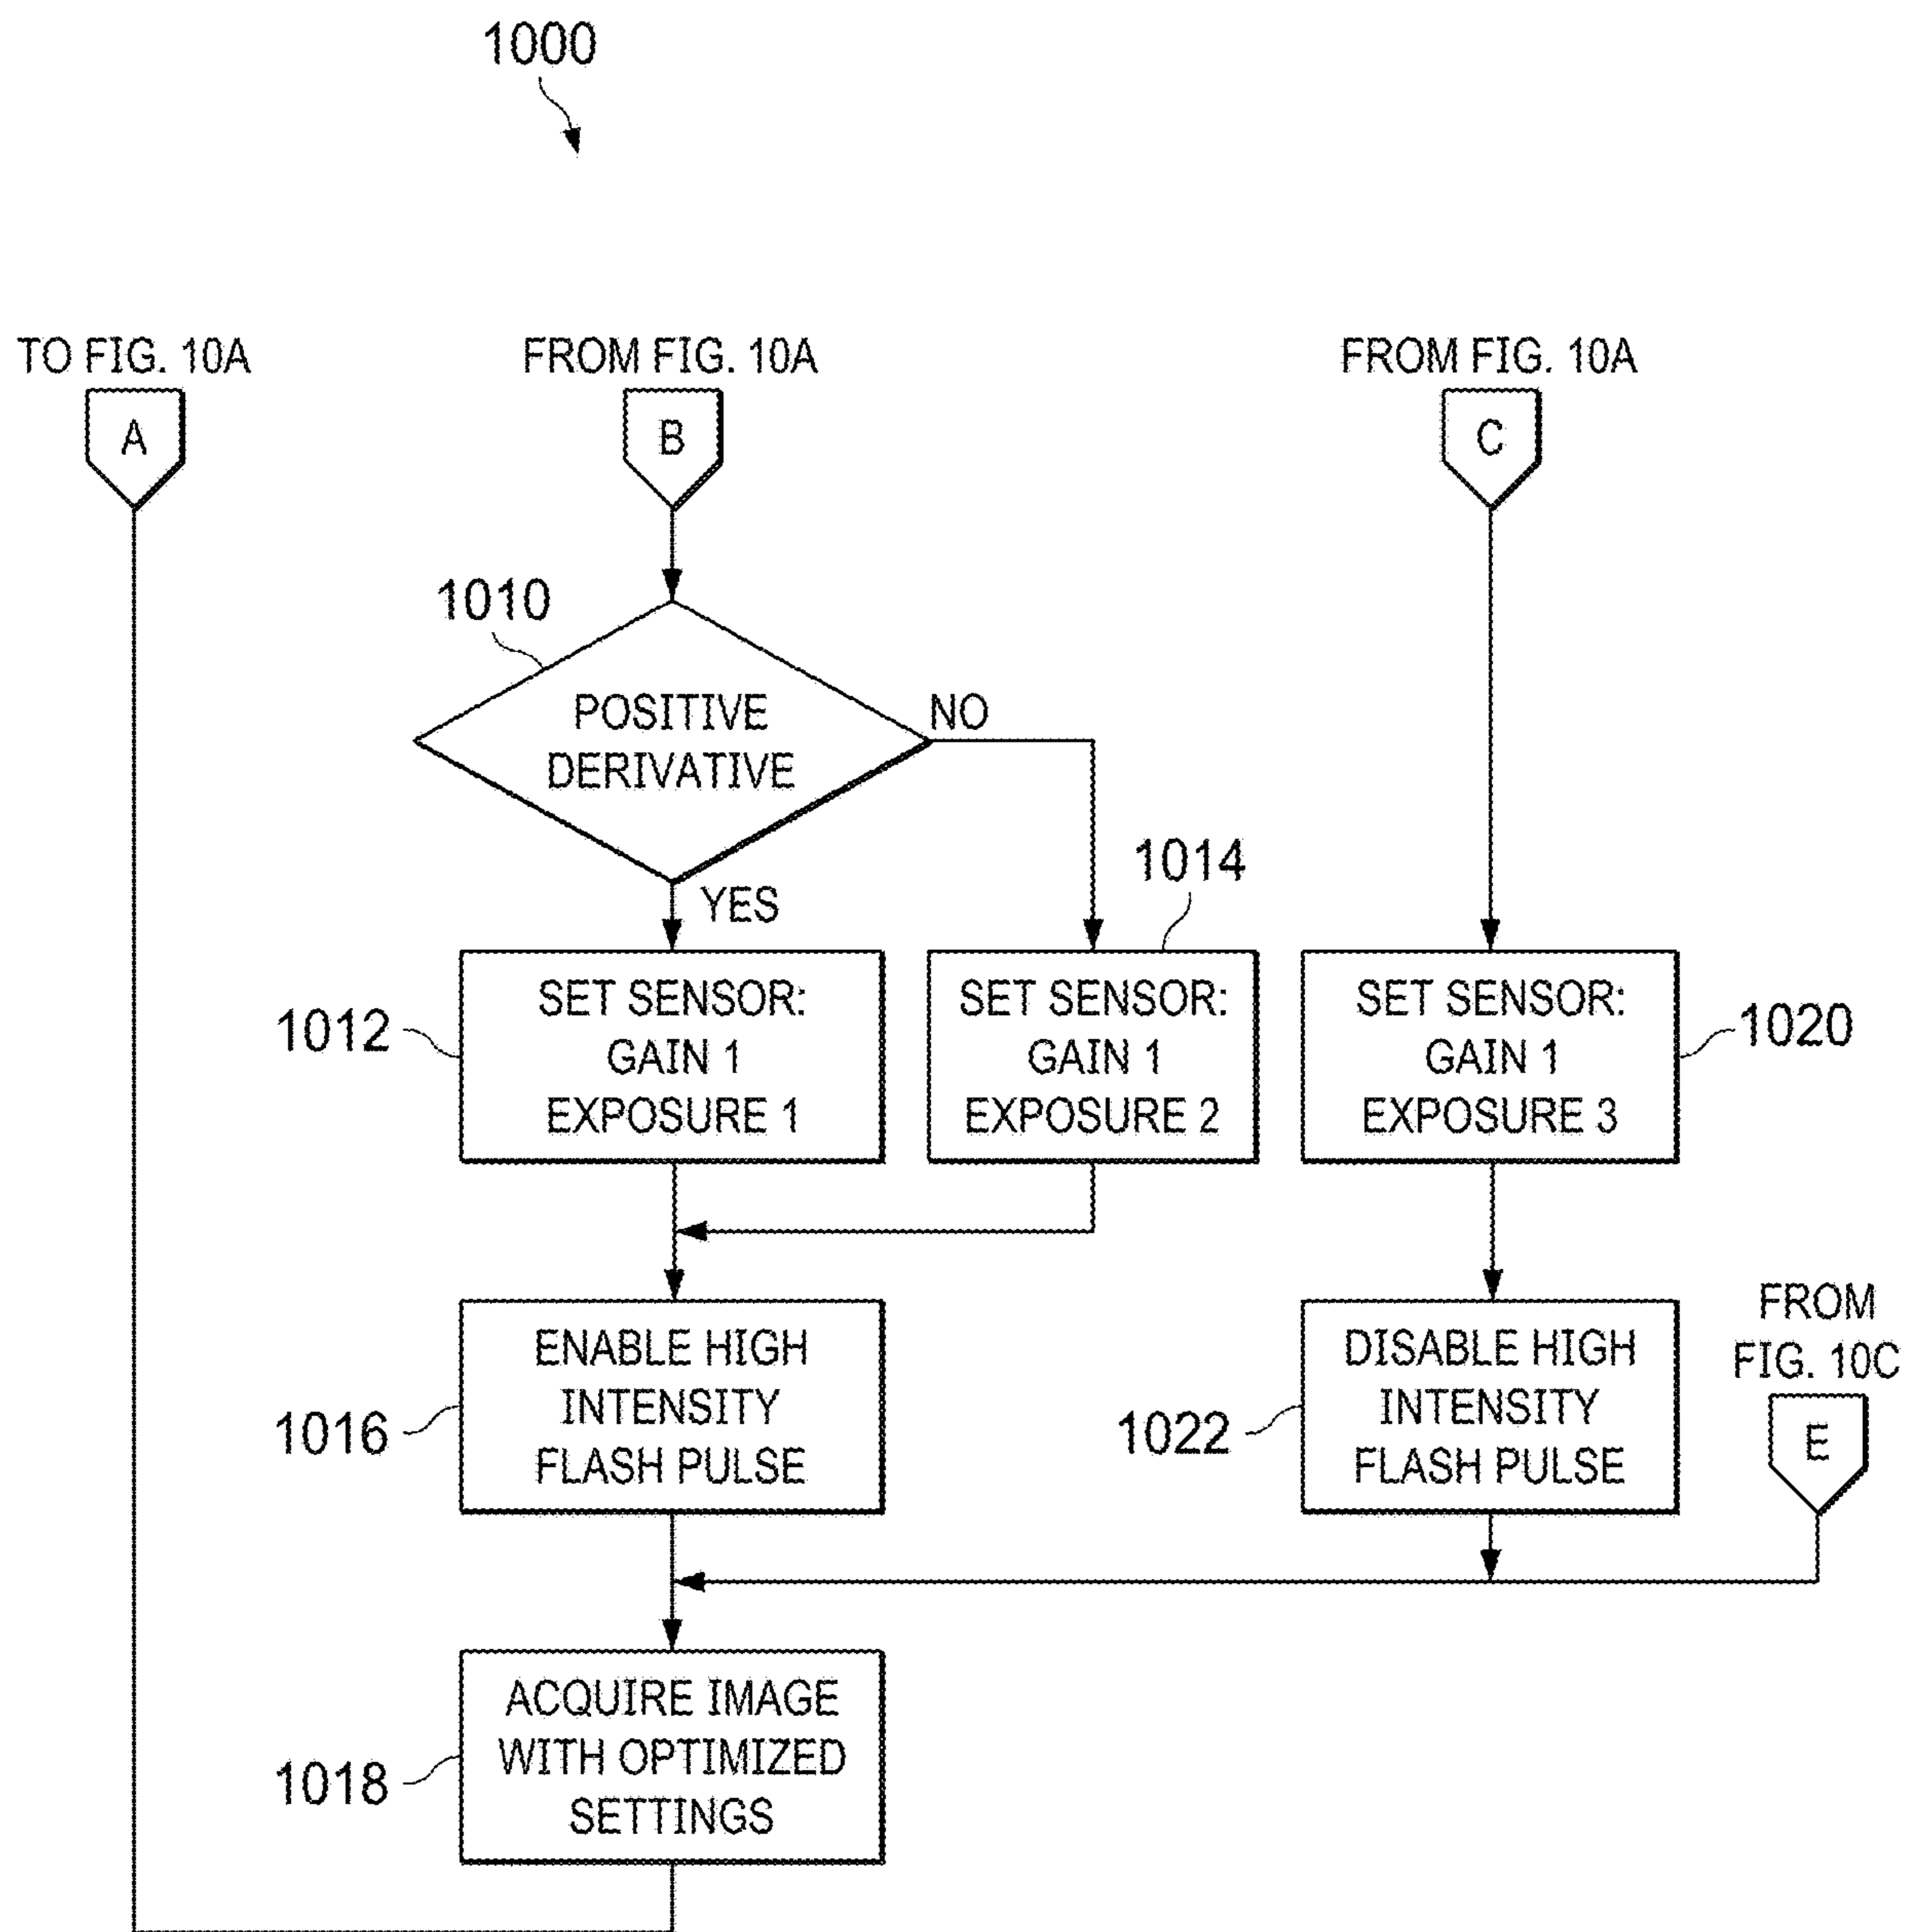 1000
TO FIG. 10A
FROM FIG. 10A
FROM FIG. 10A
A
B
C
1010
POSITIVE
DERIVATIVE
NO
YES
1014
1012
SET SENSOR:
GAIN 1
EXPOSURE 1
SET SENSOR:
GAIN 1
EXPOSURE 2
SET SENSOR:
GAIN 1
EXPOSURE 3
1020
1016
ENABLE HIGH
INTENSITY
FLASH PULSE
1022
DISABLE HIGH
INTENSITY
FLASH PULSE
FROM
FIG. 10C
E
1018
ACQUIRE IMAGE
WITH OPTIMIZED
SETTINGS